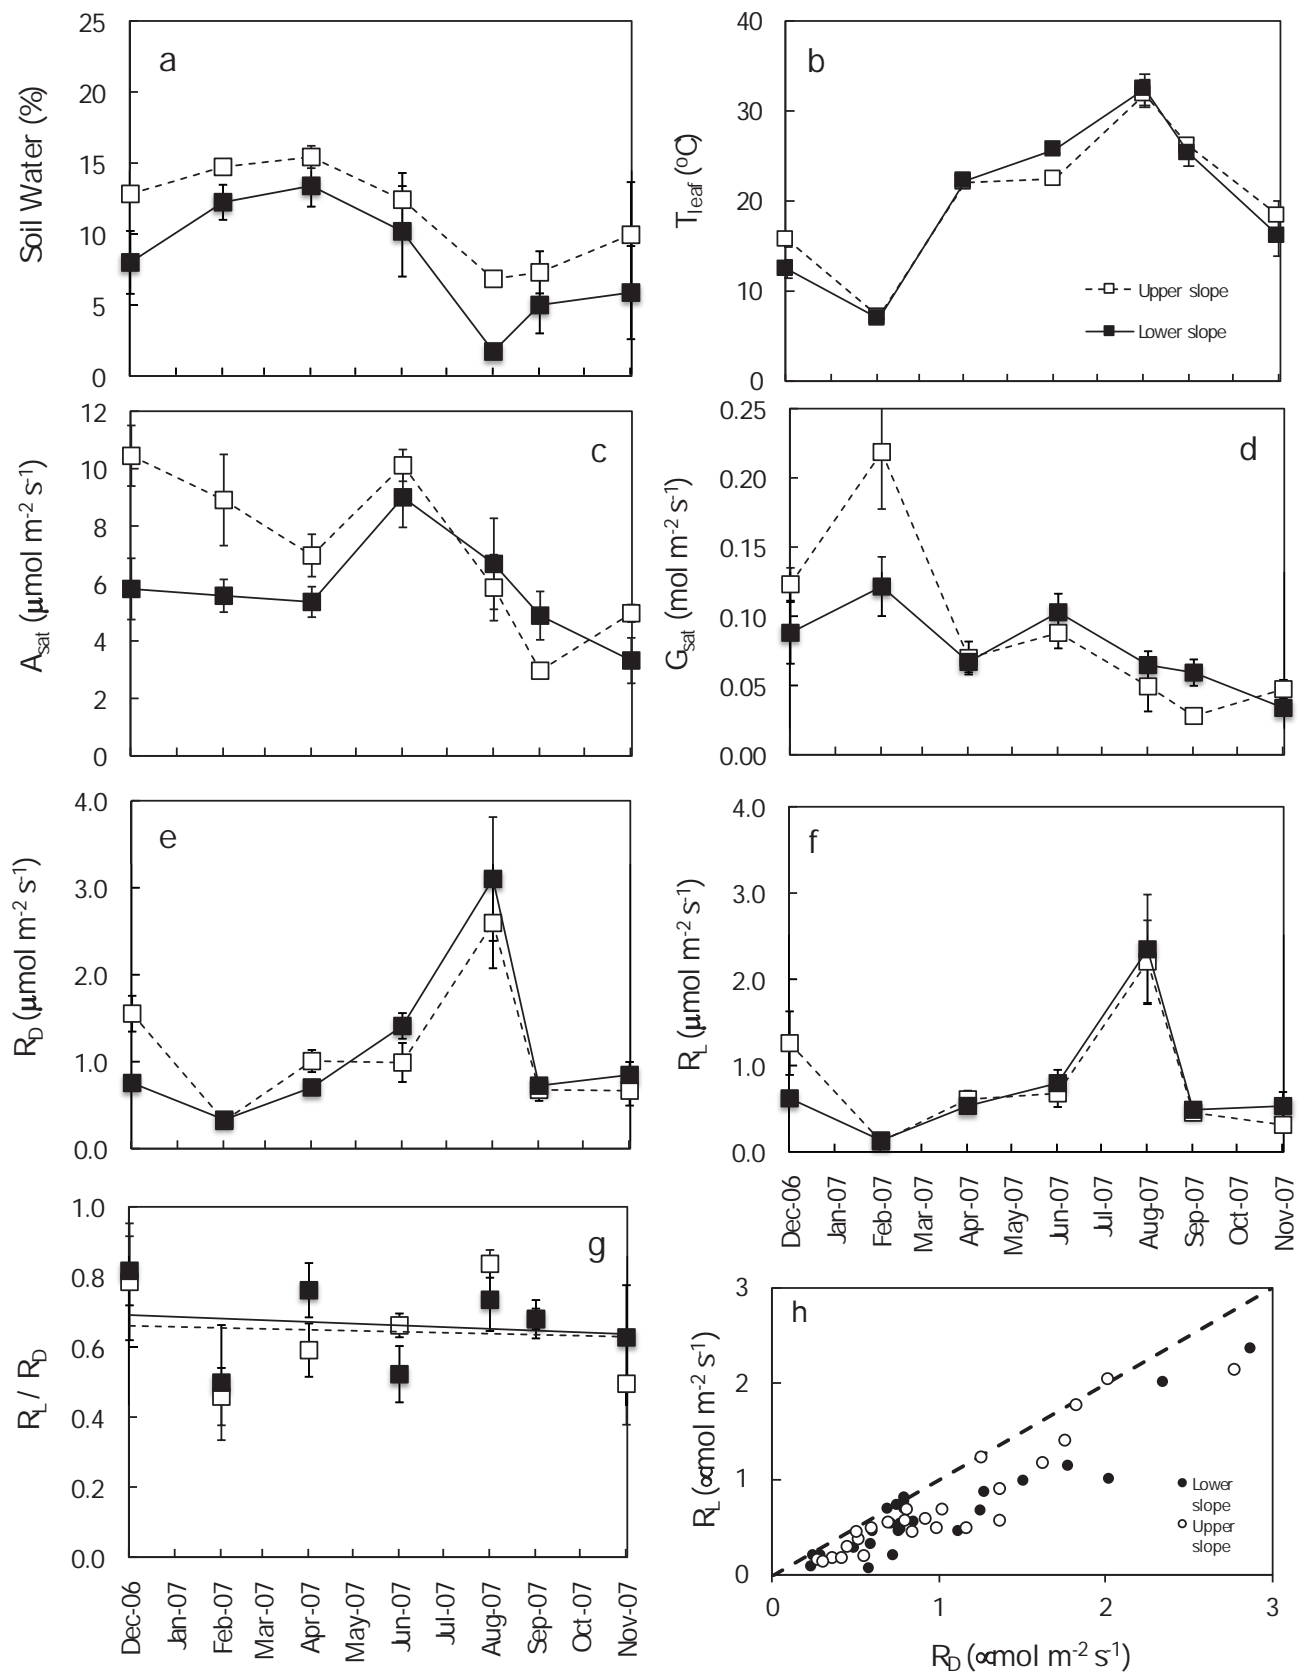 a
Soil Water (%)
25
20
15
10
5
0
b
T leaf (oC)
40
30
20
10
0
Upper slope
Lower slope
c
Asat (μmol m-2 s-1)
12
10
8
6
4
2
0
d
Gsat (mol m-2 s-1)
0.25
0.20
0.15
0.10
0.05
0.00
e
RD (μmol m-2 s-1)
4.0
3.0
2.0
1.0
0.0
f
RL (μmol m-2 s-1)
4.0
3.0
2.0
1.0
0.0
Dec-06
Jan-07
Feb-07
Mar-07
Apr-07
May-07
Jun-07
Jul-07
Aug-07
Sep-07
Oct-07
Nov-07
g
RL / RD
1.0
0.8
0.6
0.4
0.2
0.0
Dec-06
Jan-07
Feb-07
Mar-07
Apr-07
May-07
Jun-07
Jul-07
Aug-07
Sep-07
Oct-07
Nov-07
h
RL (∝mol m-2 s-1)
3
2
1
0
Lower
slope
Upper
slope
0
1
2
3
RD (∝mol m-2 s-1)